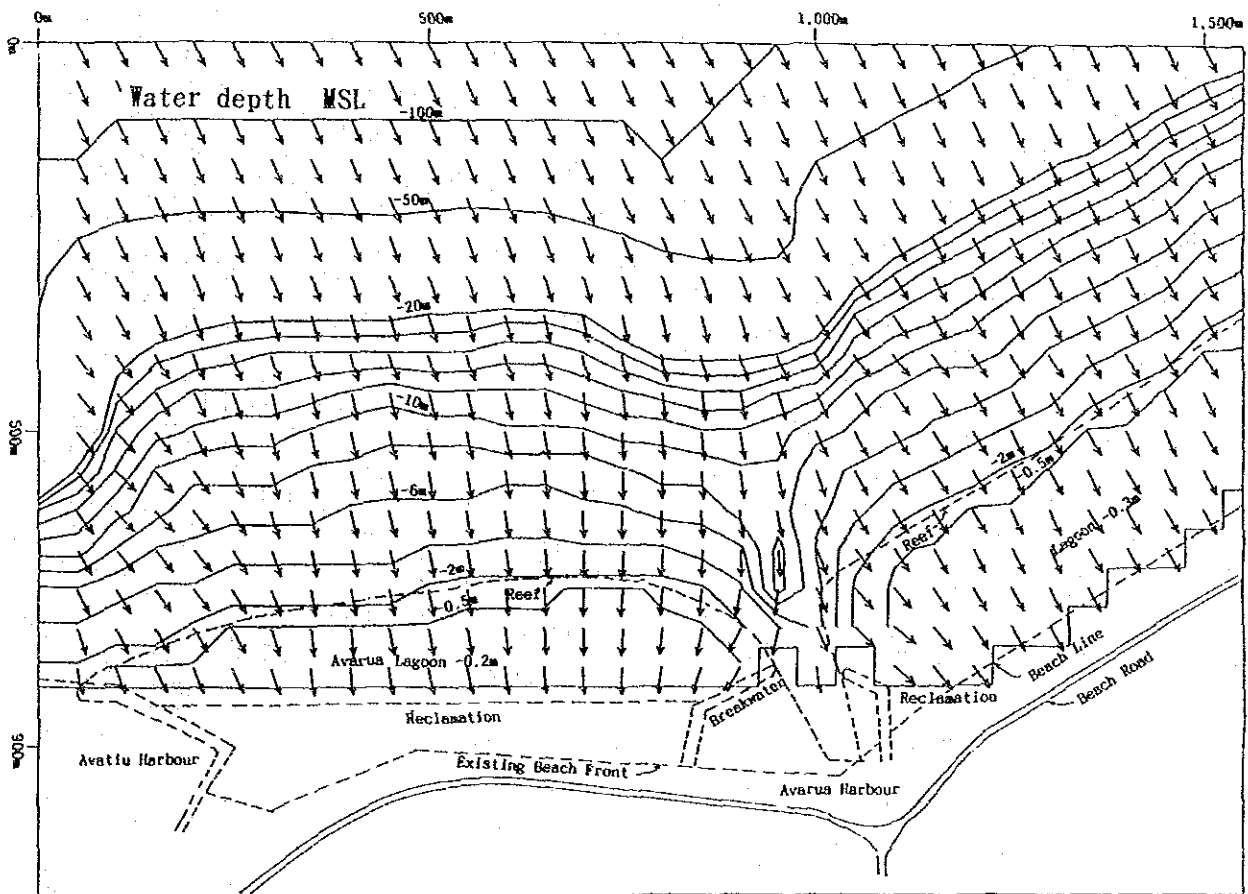 0m
500m
1,000m
1,500m
0m
Water depth MSL
-100m
-50m
-20m
-10m
500m
-6m
-2m
-0.5m
Reef
Lagoon -0.3m
-2m
Reef
-0.5m
Avarua Lagoon -0.2m
Beach Line
Beach Road
Reclamation
Breakwater
Reclamation
900m
Avatiu Harbour
Existing Beach Front
Avarua Harbour